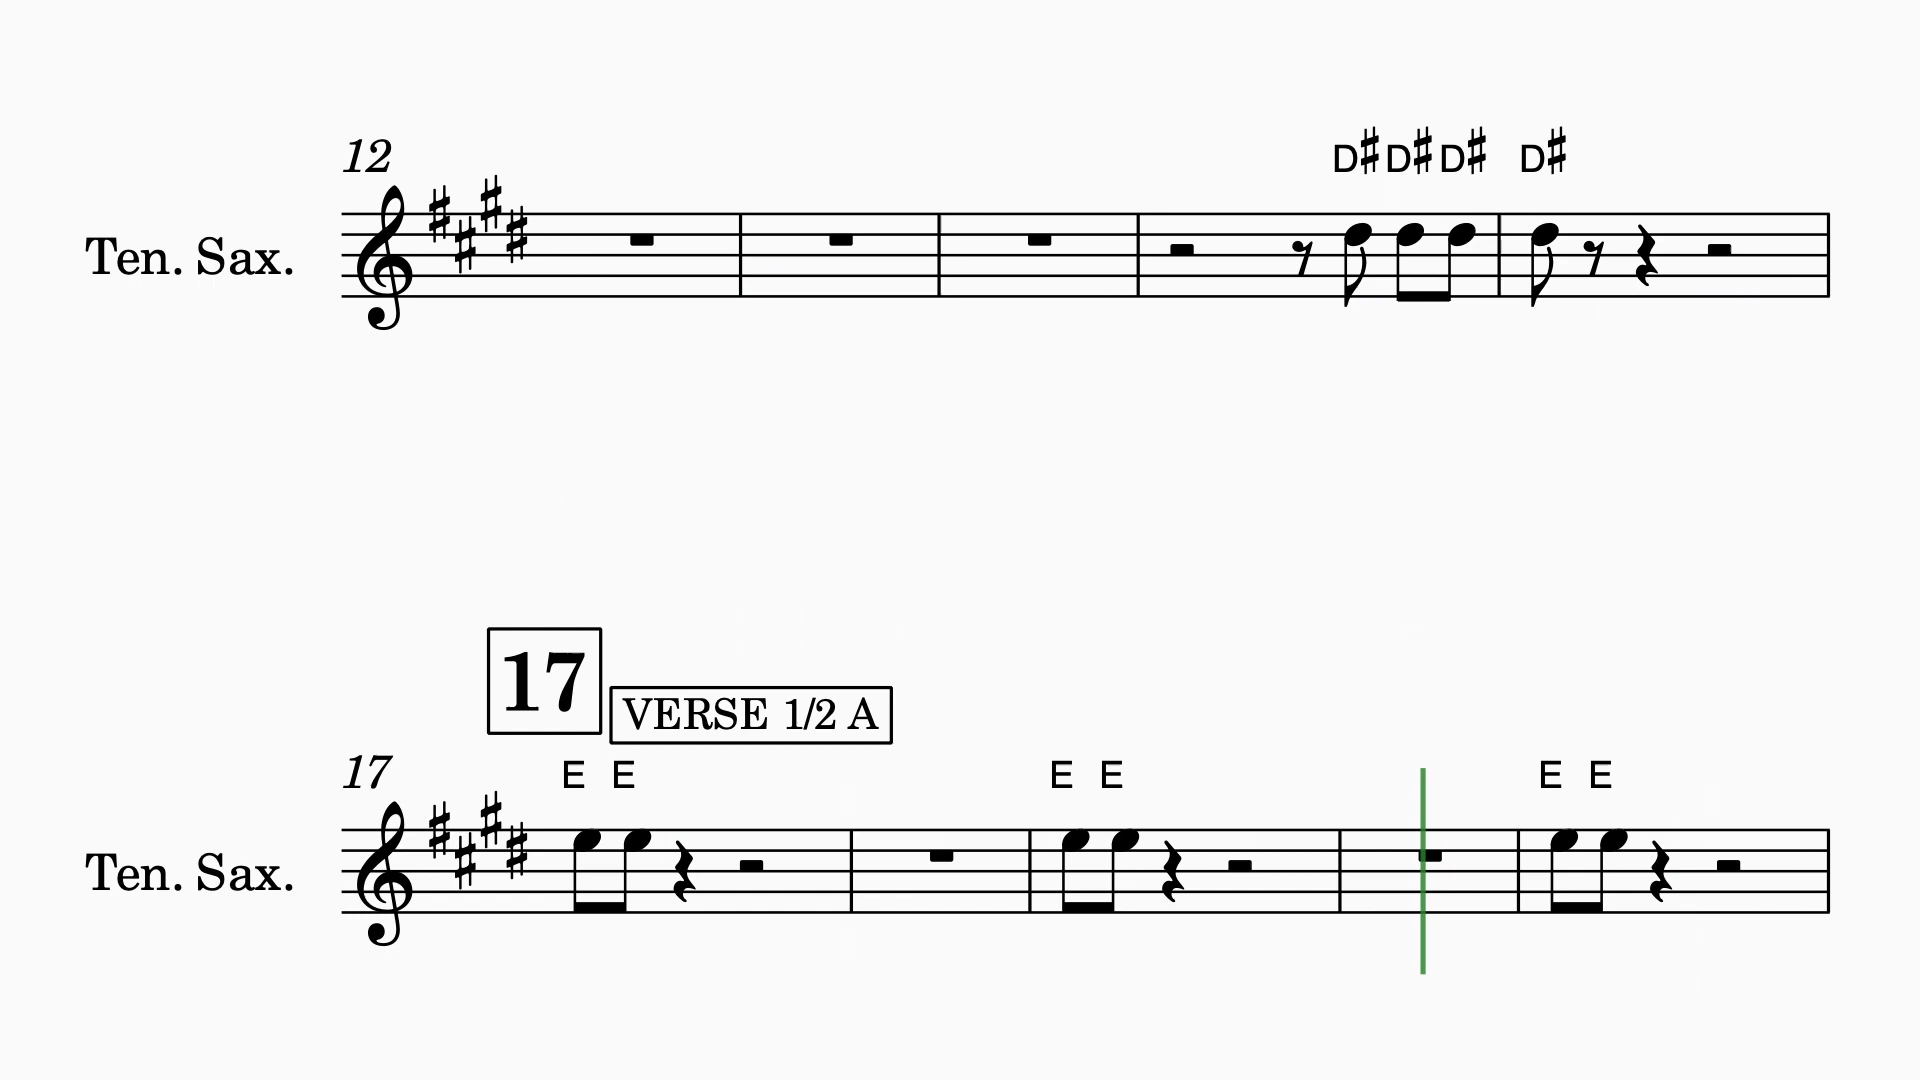 12
D♯ D♯ D♯ D♯
Ten. Sax.
17
VERSE 1/2 A
17
E E E E E E
Ten. Sax.